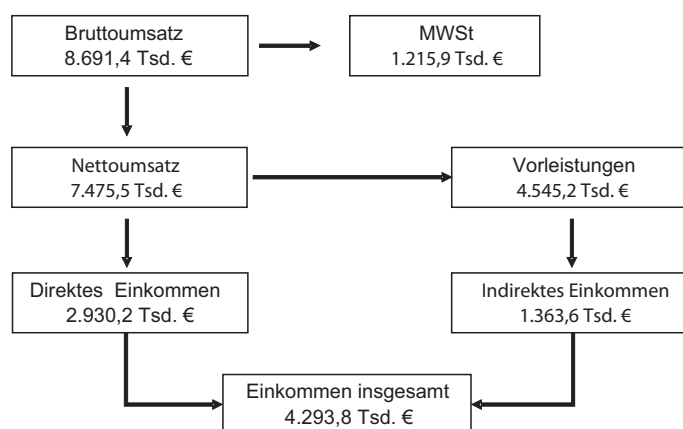 Bruttoumsatz
8.691,4 Tsd. €
MWSt
1.215,9 Tsd. €
Nettoumsatz
7.475,5 Tsd. €
Vorleistungen
4.545,2 Tsd. €
Direktes Einkommen
2.930,2 Tsd. €
Indirektes Einkommen
1.363,6 Tsd. €
Einkommen insgesamt
4.293,8 Tsd. €